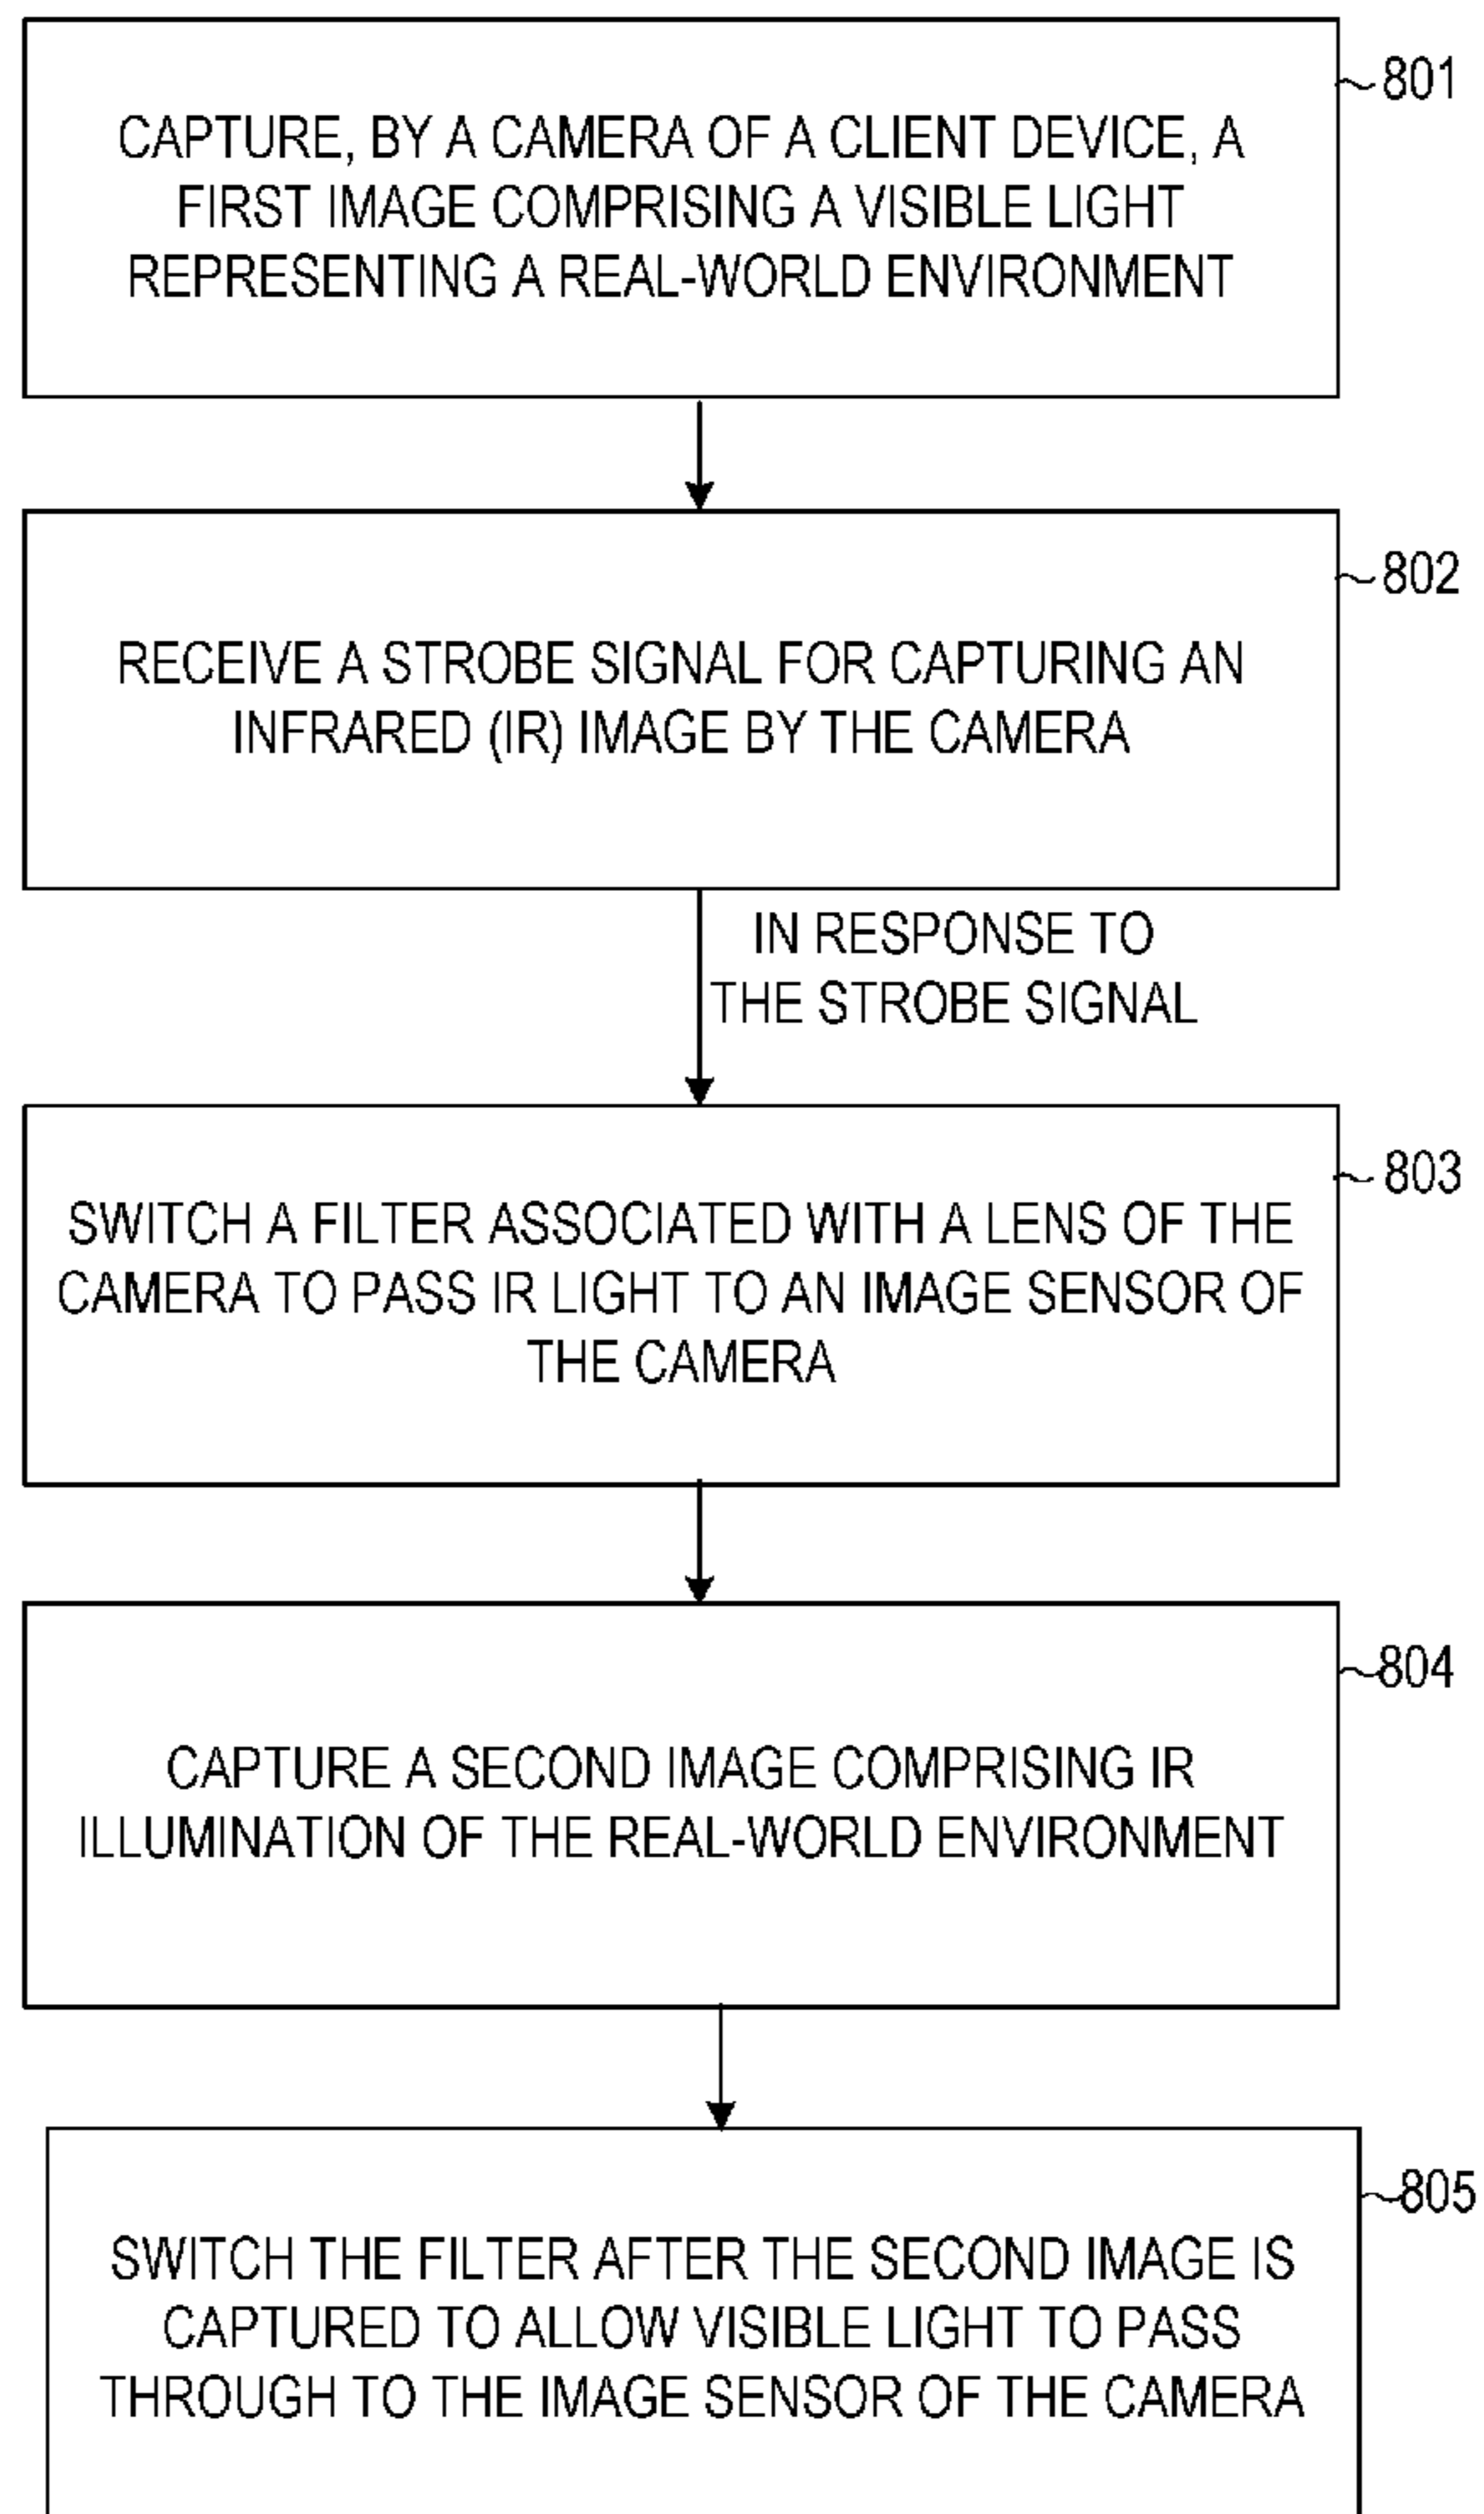 801
CAPTURE, BY A CAMERA OF A CLIENT DEVICE, A
FIRST IMAGE COMPRISING A VISIBLE LIGHT
REPRESENTING A REAL-WORLD ENVIRONMENT
802
RECEIVE A STROBE SIGNAL FOR CAPTURING AN
INFRARED (IR) IMAGE BY THE CAMERA
IN RESPONSE TO
THE STROBE SIGNAL
803
SWITCH A FILTER ASSOCIATED WITH A LENS OF THE
CAMERA TO PASS IR LIGHT TO AN IMAGE SENSOR OF
THE CAMERA
804
CAPTURE A SECOND IMAGE COMPRISING IR
ILLUMINATION OF THE REAL-WORLD ENVIRONMENT
805
SWITCH THE FILTER AFTER THE SECOND IMAGE IS
CAPTURED TO ALLOW VISIBLE LIGHT TO PASS
THROUGH TO THE IMAGE SENSOR OF THE CAMERA